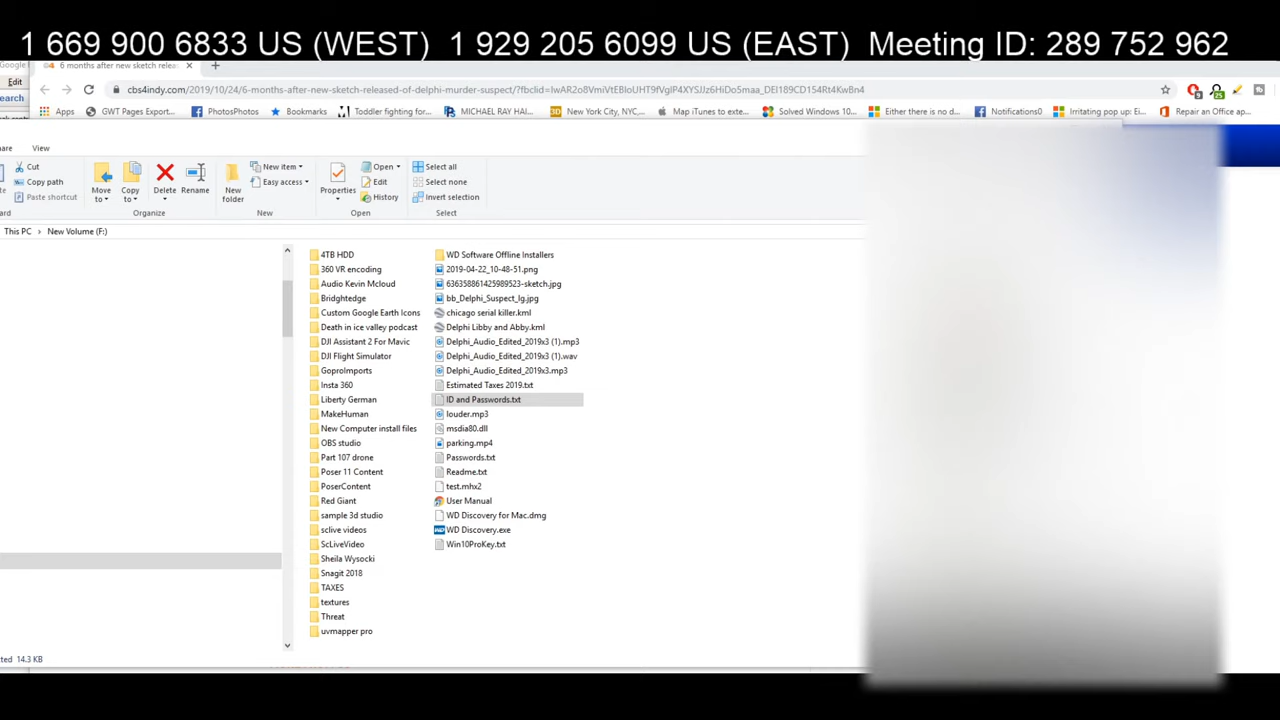 1 669 900 6833 US (WEST)  1 929 205 6099 US (EAST)  Meeting ID: 289 752 962
Google
6 months after new sketch relea
Edit
cbs4indy.com/2019/10/24/6-months-after-new-sketch-released-of-delphi-murder-suspect/?fbclid=IwAR2o8VmiVtEBloUHT9fVglP4XYSJJz6HiDo5maa_DEI189CD154Rt4KwBn4
earch
Apps GWT Pages Export... PhotosPhotos Bookmarks Toddler fighting for... MICHAEL RAY HAI... New York City, NYC,... Map iTunes to exte... Solved Windows 10... Either there is no d... Notifications0 Irritating pop up: Ei... Repair an Office ap...
are View
Cut
Copy path
Paste shortcut
Move to
Copy to
Delete
Rename
New folder
New item
Easy access
Properties
Open
Edit
History
Select all
Select none
Invert selection
ard Organize New Open Select
This PC New Volume (F:)
4TB HDD
360 VR encoding
Audio Kevin Mcloud
Bridghtedge
Custom Google Earth Icons
Death in ice valley podcast
DJI Assistant 2 For Mavic
DJI Flight Simulator
GoproImports
Insta 360
Liberty German
MakeHuman
New Computer install files
OBS studio
Part 107 drone
Poser 11 Content
PoserContent
Red Giant
sample 3d studio
sclive videos
ScLiveVideo
Sheila Wysocki
Snagit 2018
TAXES
textures
Threat
uvmapper pro
WD Software Offline Installers
2019-04-22_10-48-51.png
636358861425989523-sketch.jpg
bb_Delphi_Suspect_lg.jpg
chicago serial killer.kml
Delphi Libby and Abby.kml
Delphi_Audio_Edited_2019x3 (1).mp3
Delphi_Audio_Edited_2019x3 (1).wav
Delphi_Audio_Edited_2019x3.mp3
Estimated Taxes 2019.txt
ID and Passwords.txt
louder.mp3
msdia80.dll
parking.mp4
Passwords.txt
Readme.txt
test.mhx2
User Manual
WD Discovery for Mac.dmg
WD Discovery.exe
Win10ProKey.txt
ted 14.3 KB